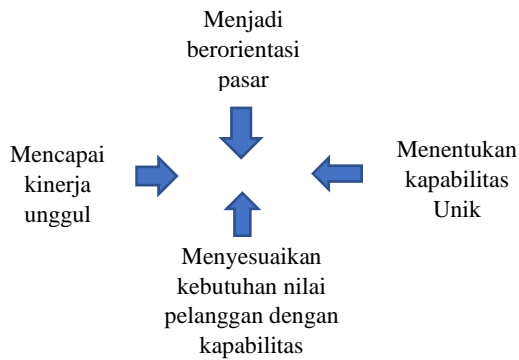 Menjadi
berorientasi
pasar
Mencapai
kinerja
unggul
Menentukan
kapabilitas
Unik
Menyesuaikan
kebutuhan nilai
pelanggan dengan
kapabilitas